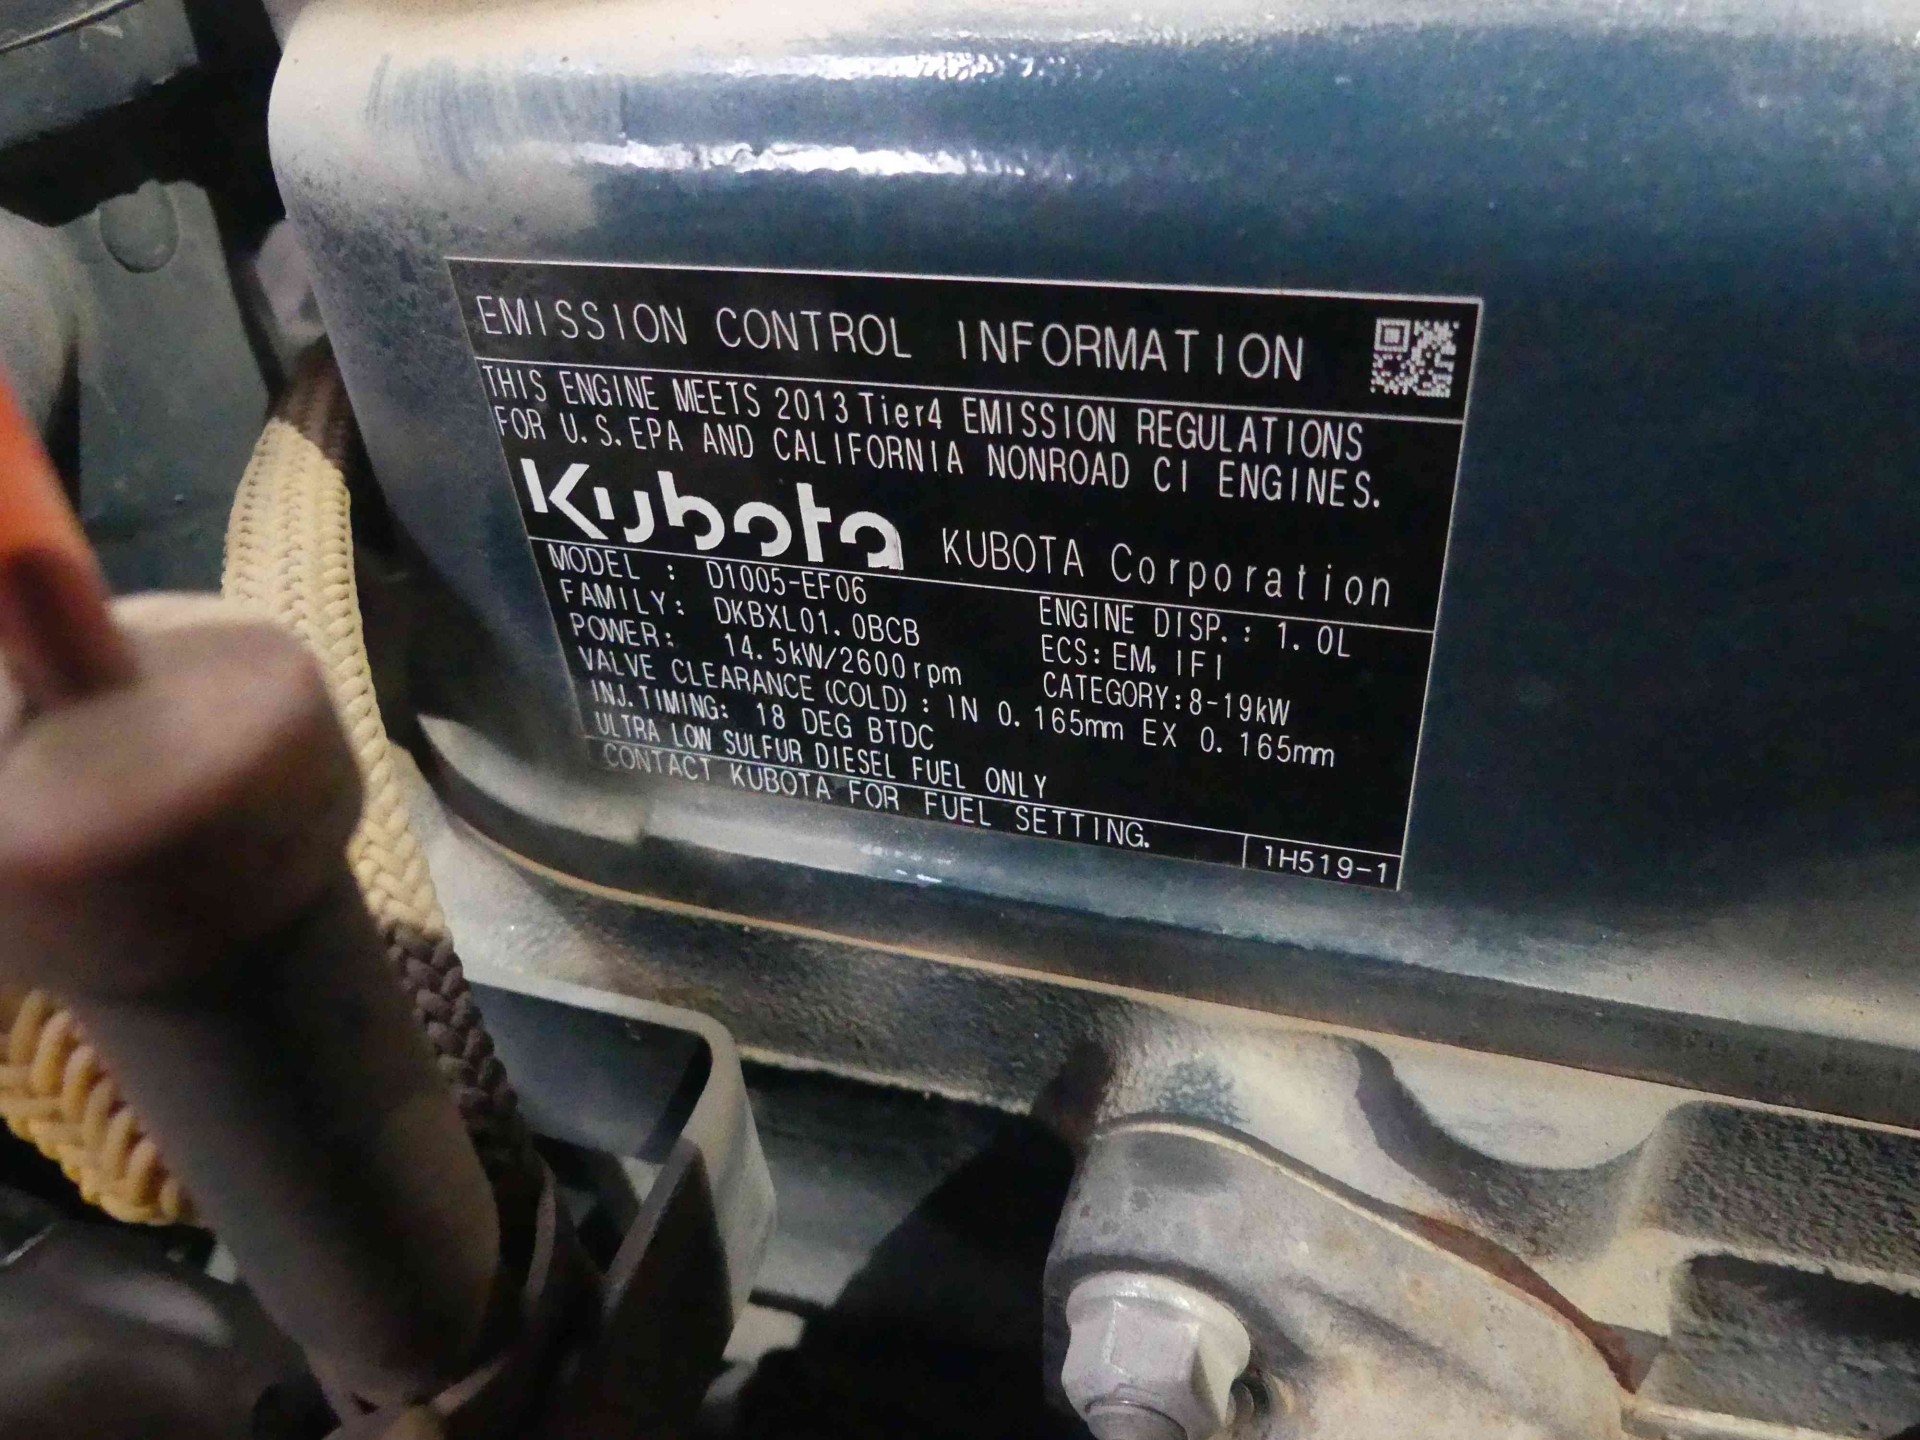 EMISSION CONTROL INFORMATION
THIS ENGINE MEETS 2013 Tier4 EMISSION REGULATIONS
FOR U.S.EPA AND CALIFORNIA NONROAD CI ENGINES.
Kubota KUBOTA Corporation
MODEL : D1005-EF06
ENGINE DISP.: 1.0L
FAMILY: DKBXL01.0BCB
ECS: EM, IFI
POWER: 14.5kW/2600rpm
CATEGORY:8-19kW
VALVE CLEARANCE (COLD) : IN 0.165mm EX 0.165mm
INJ.TIMING: 18 DEG BTDC
ULTRA LOW SULFUR DIESEL FUEL ONLY
CONTACT KUBOTA FOR FUEL SETTING.
1H519-1